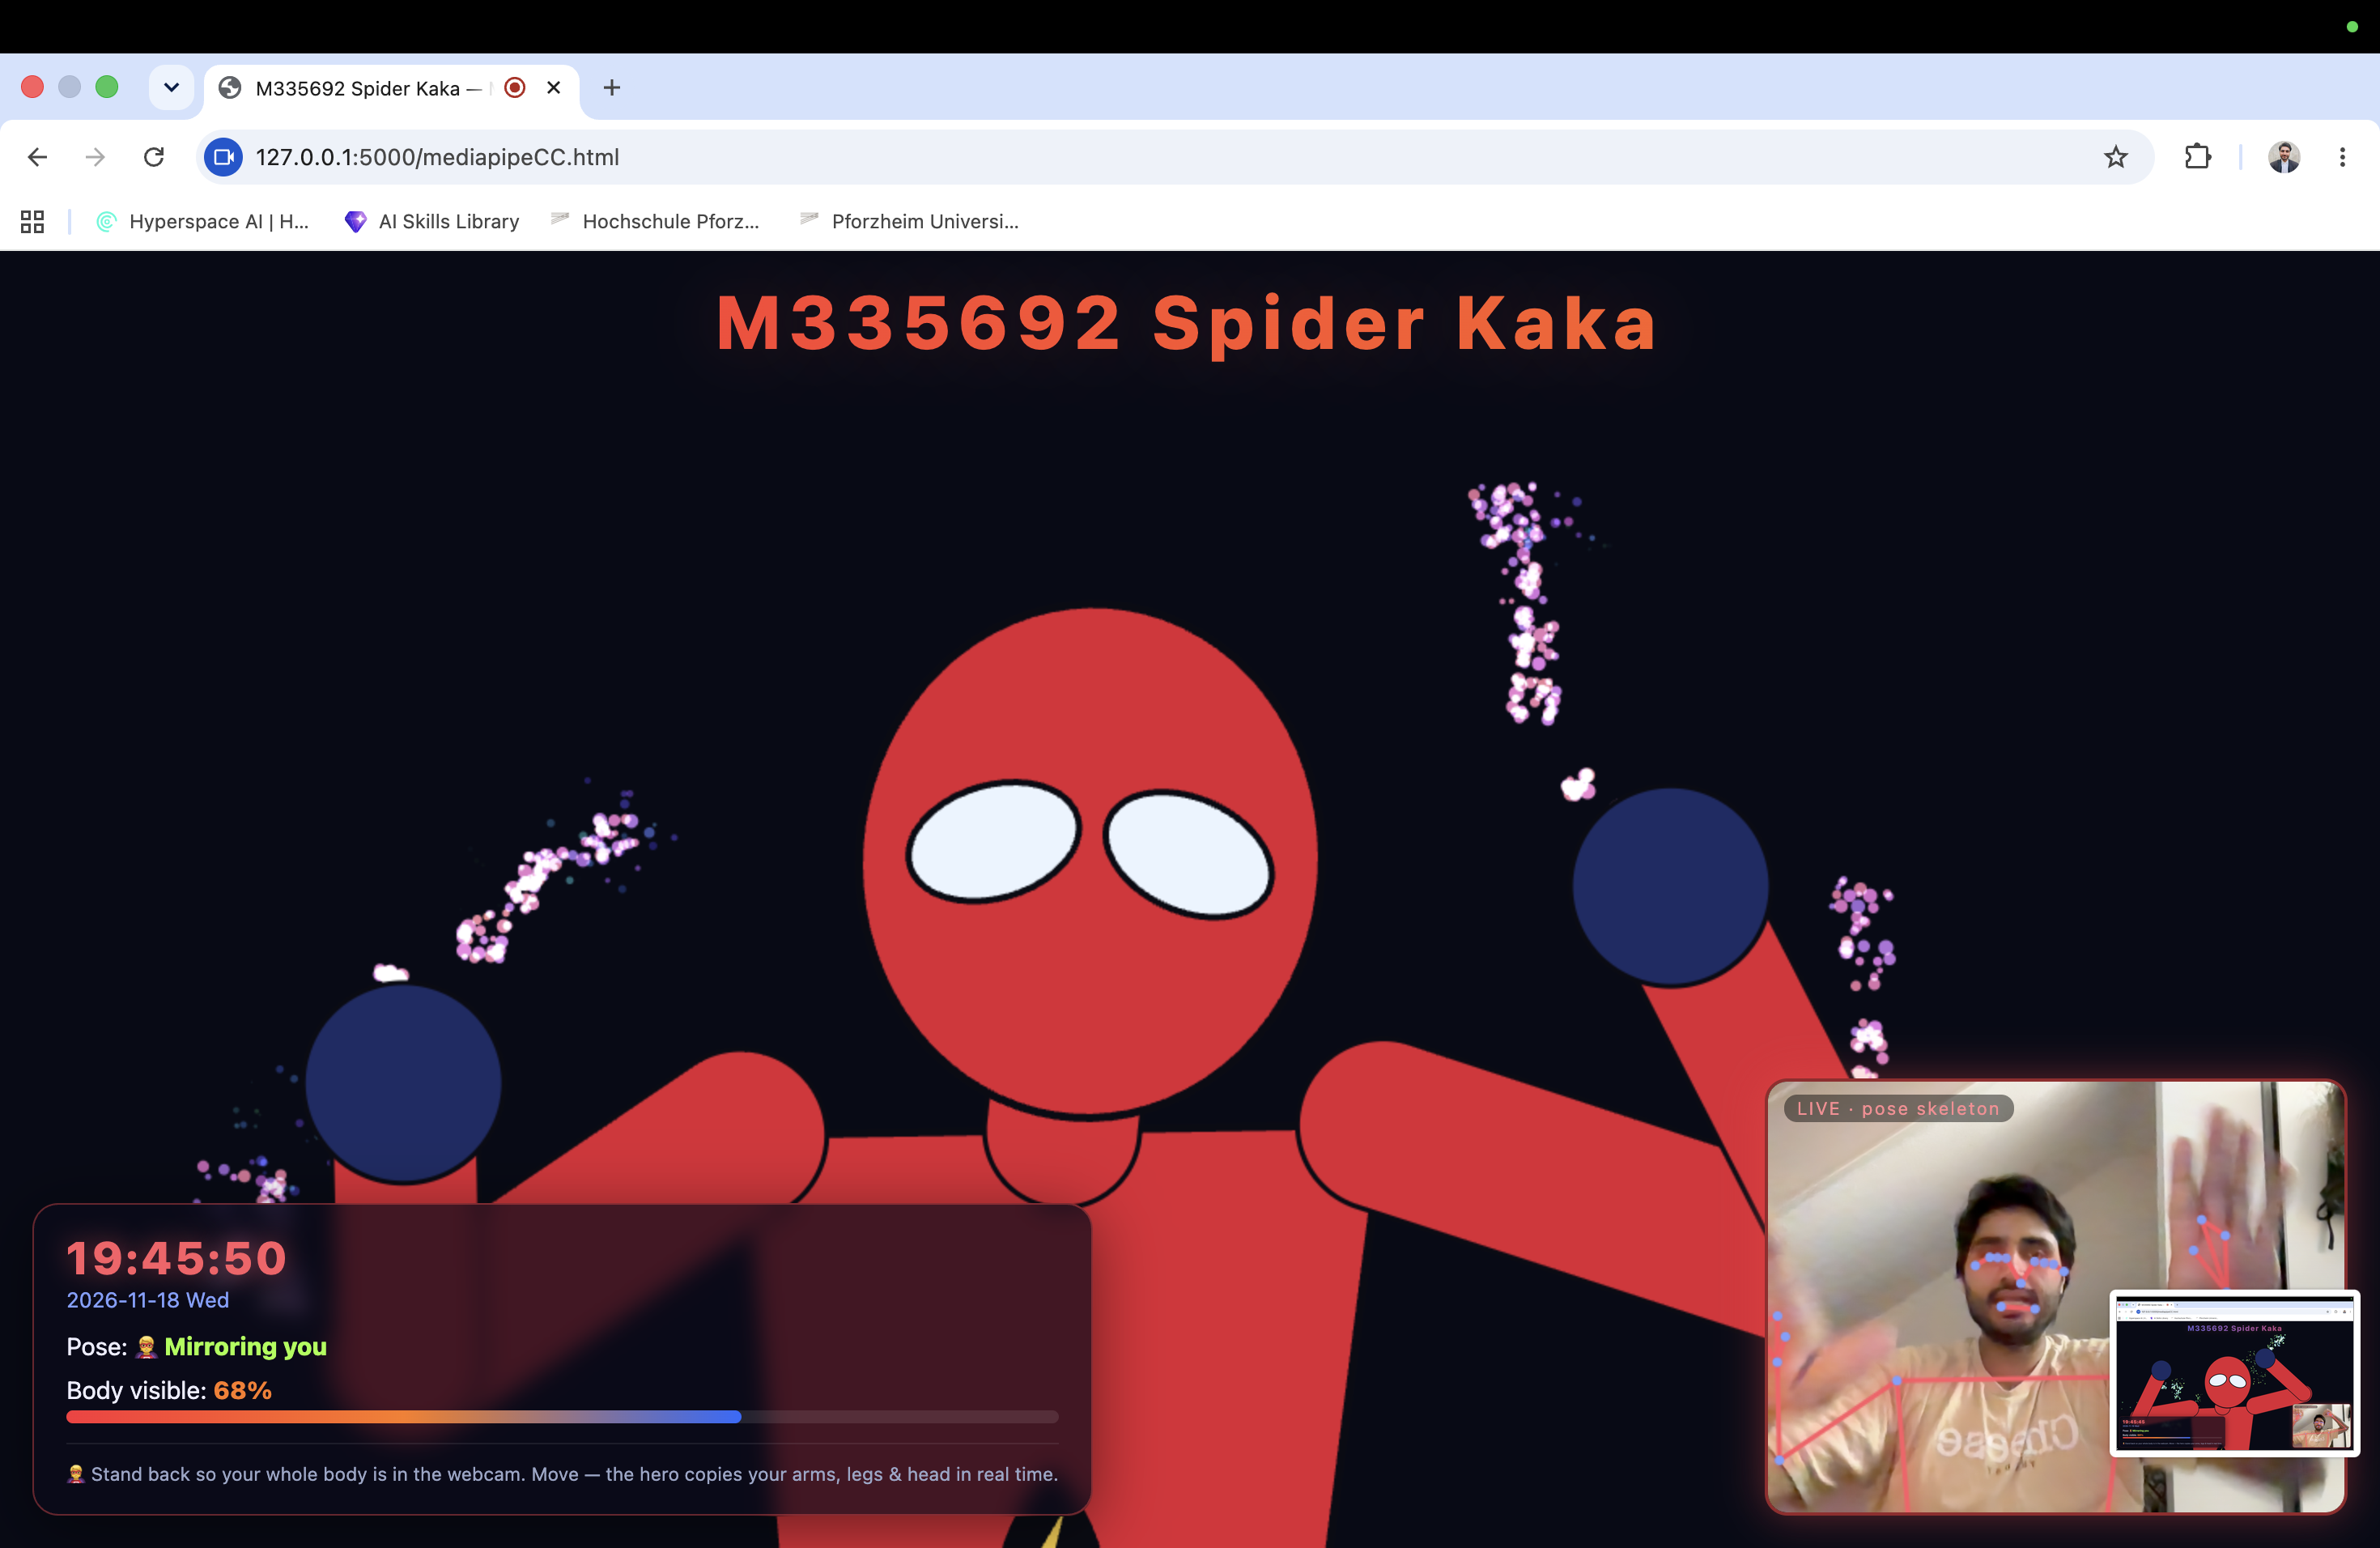 M335692 Spider Kaka —
127.0.0.1:5000/mediapipeCC.html
Hyperspace AI | H...
AI Skills Library
Hochschule Pforz...
Pforzheim Universi...
M335692 Spider Kaka
LIVE · pose skeleton
Cheese
M335692 Spider Kaka
19:45:50
2026-11-18 Wed
Pose: Mirroring you
Body visible: 68%
Stand back so your whole body is in the webcam. Move — the hero copies your arms, legs & head in real time.